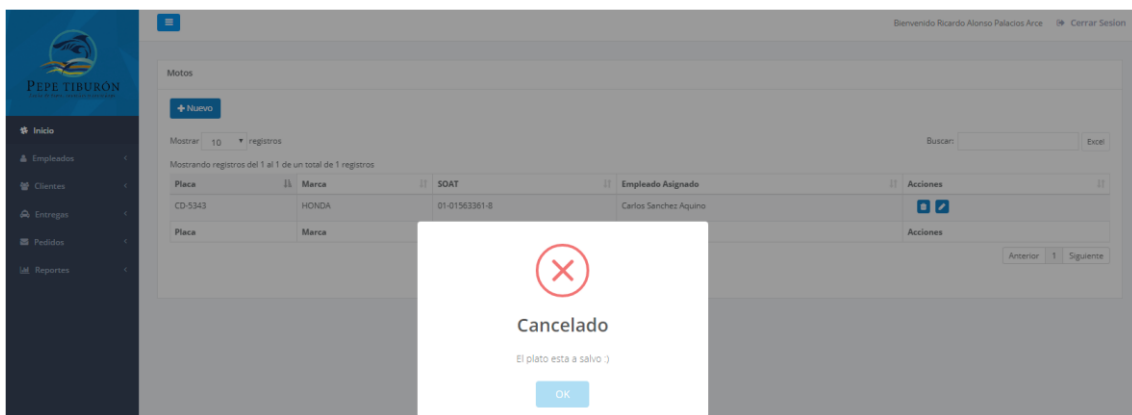 Bienvenido Ricardo Alonso Palacios Arce Cerrar Sesion
PEPE TIBURÓN
Motos
+ Nuevo
Inicio
Empleados
Clientes
Entregas
Pedidos
Reportes
Mostrar 10 registros
Buscar: Excel
Mostrando registros del 1 al 1 de un total de 1 registros
Placa Marca SOAT Empleado Asignado Acciones
CD-5343 HONDA 01-01563361-8 Carlos Sanchez Aquino
Placa Marca Acciones
Anterior 1 Siguiente
Cancelado
El plato esta a salvo :)
OK